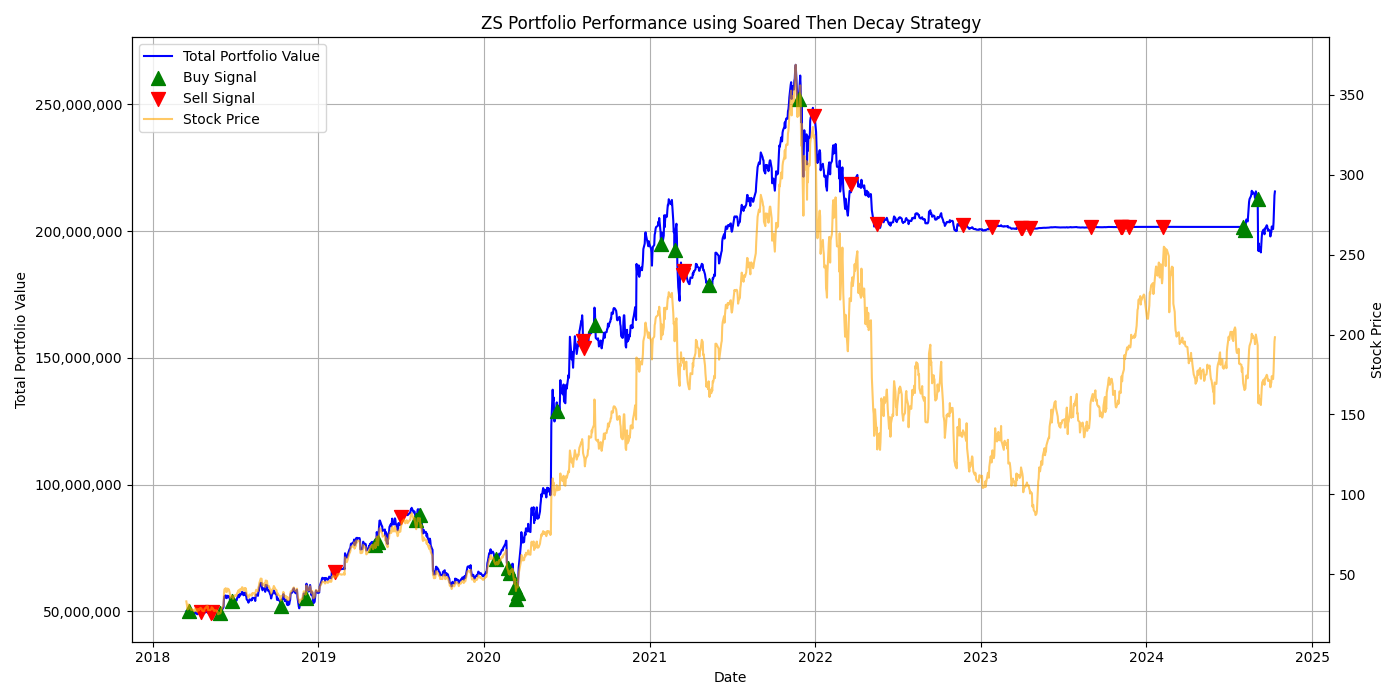 ZS Portfolio Performance using Soared Then Decay Strategy
Total Portfolio Value
Buy Signal
Sell Signal
Stock Price
250,000,000
200,000,000
150,000,000
100,000,000
50,000,000
Total Portfolio Value
350
300
250
200
150
100
50
Stock Price
2018
2019
2020
2021
2022
2023
2024
2025
Date